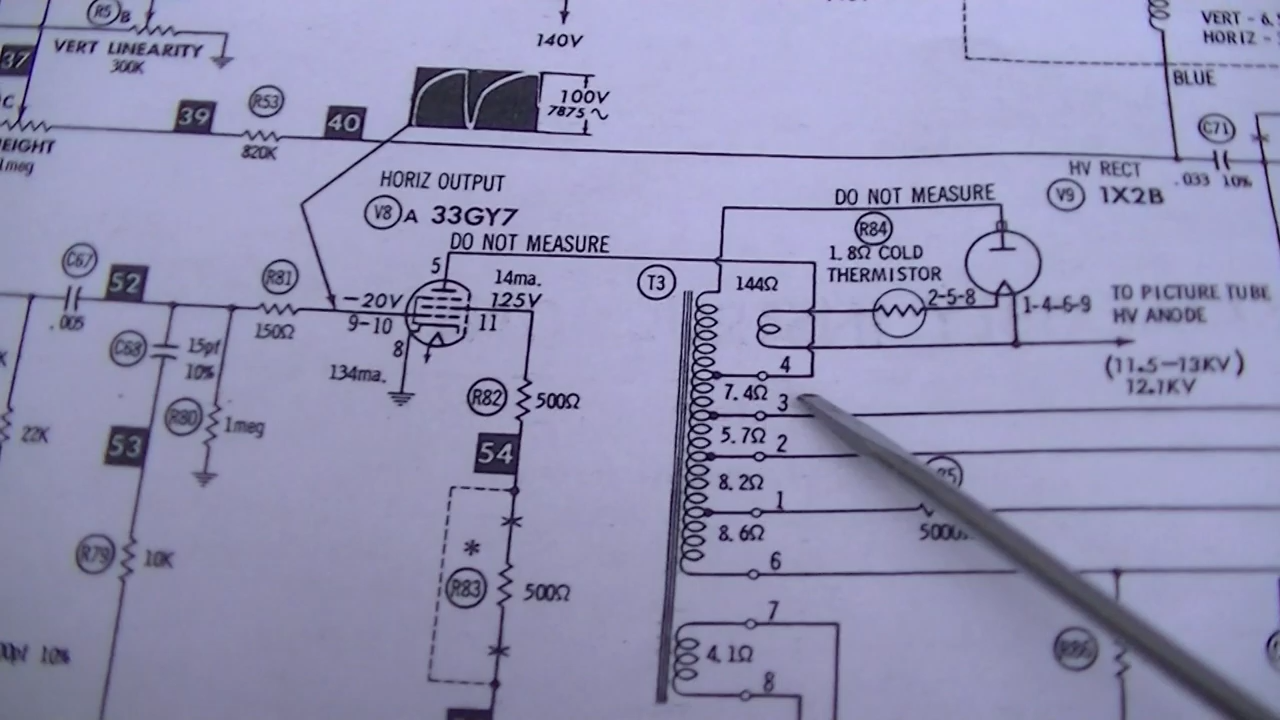 R5 B
VERT LINEARITY
300K
37
140V
VERT -
HORIZ -
BLUE
C71
.033 10%
39
R53
820K
40
100V
7875 ~
EIGHT
1meg
HORIZ OUTPUT
V8 A 33GY7
DO NOT MEASURE
HV RECT
V9 1X2B
DO NOT MEASURE
R84
1.8Ω COLD
THERMISTOR
2-5-8
1-4-6-9
TO PICTURE TUBE
HV ANODE
(11.5-13KV)
12.1KV
C67
.005
52
R81
150Ω
-20V
9-10
5
14ma.
125V
11
8
134ma.
T3
144Ω
4
7.4Ω
3
5.7Ω
2
8.2Ω
1
8.6Ω
6
7
4.1Ω
8
C68
15pf
10%
R80
1meg
22K
53
R79
10K
R82
500Ω
54
*
R83
500Ω
R86
10%